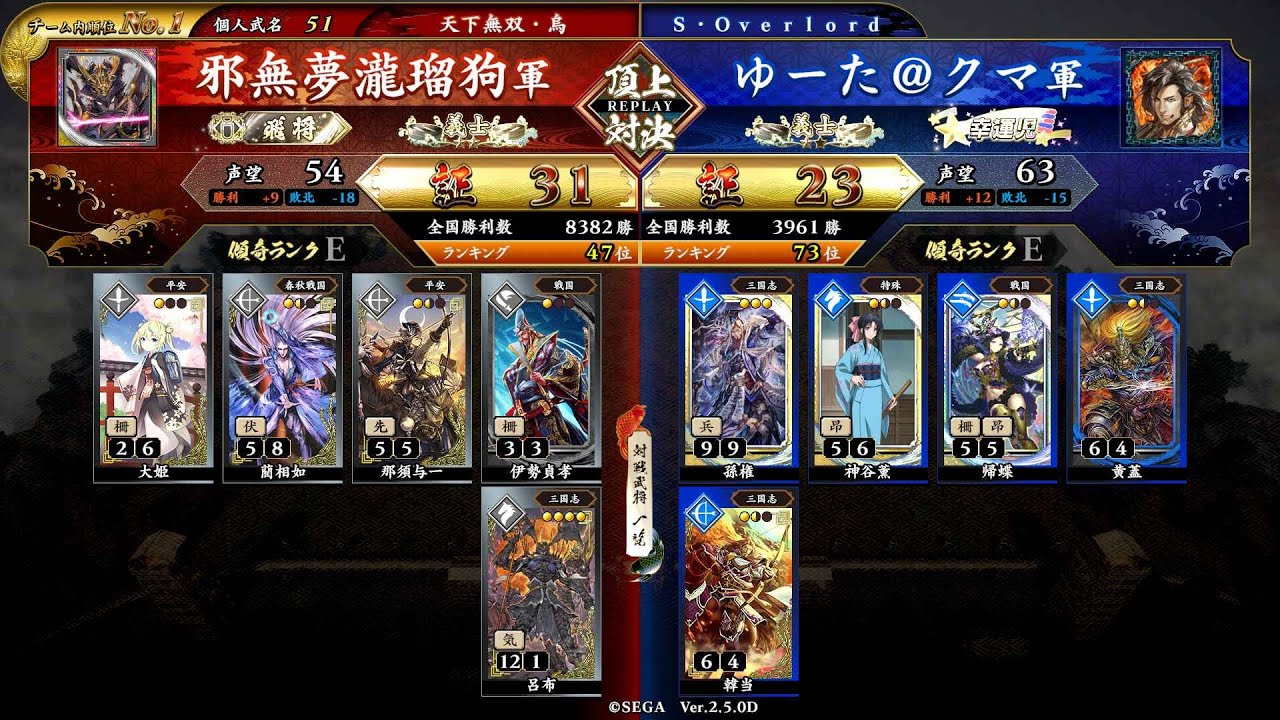 チーム内順位 No.1
個人武名 51
天下無双・烏
S・Overlord
邪無夢瀧瑠狗軍
頂上
REPLAY
対決
ゆーた@クマ軍
飛将
義士
義士
幸運児
声望 54
勝利 +9 敗北 -18
証 31
証 23
声望 63
勝利 +12 敗北 -15
全国勝利数 8382勝
全国勝利数 3961勝
ランキング 47位
ランキング 73位
傾奇ランク E
傾奇ランク E
平安
柵
2 6
大姫
春秋戦国
伏
5 8
藺相如
平安
先
5 5
那須与一
戦国
柵
3 3
伊勢貞孝
三国志
気
12 1
呂布
対戦武将一覧
三国志
兵
9 9
孫権
特殊
昂
5 6
神谷薫
戦国
柵 昂
5 5
帰蝶
三国志
6 4
黄蓋
三国志
6 4
韓当
©SEGA Ver.2.5.0D